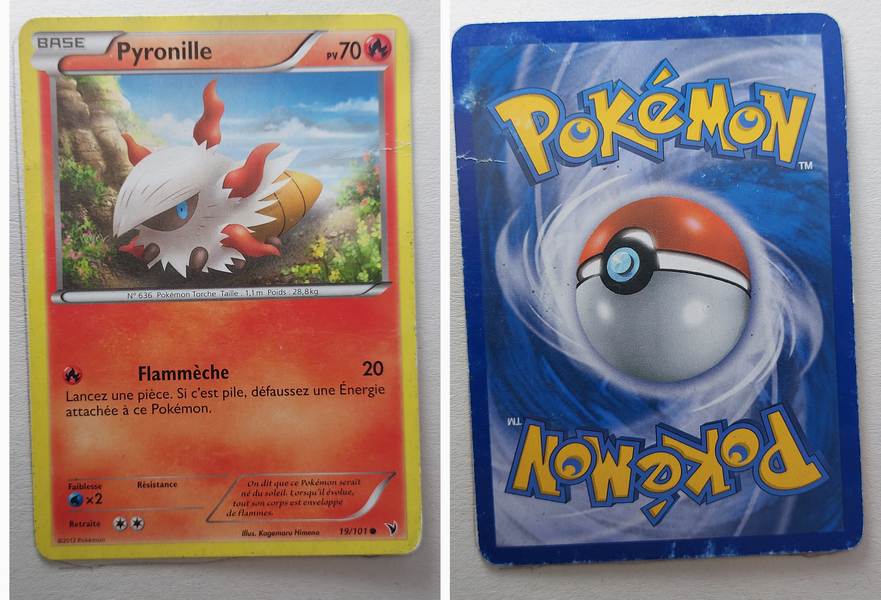 BASE
Pyronille
PV70
N° 636 Pokémon Torche Taille : 1,1m Poids : 28,8kg
Flammèche
20
Lancez une pièce. Si c'est pile, défaussez une Énergie
attachée à ce Pokémon.
Faiblesse
×2
Résistance
Retraite
On dit que ce Pokémon serait
né du soleil. Lorsqu'il évolue,
tout son corps est enveloppé
de flammes.
©2012 Pokémon
Illus. Kagemaru Himeno
19/101
POKéMON
TM
POKéMON
TM